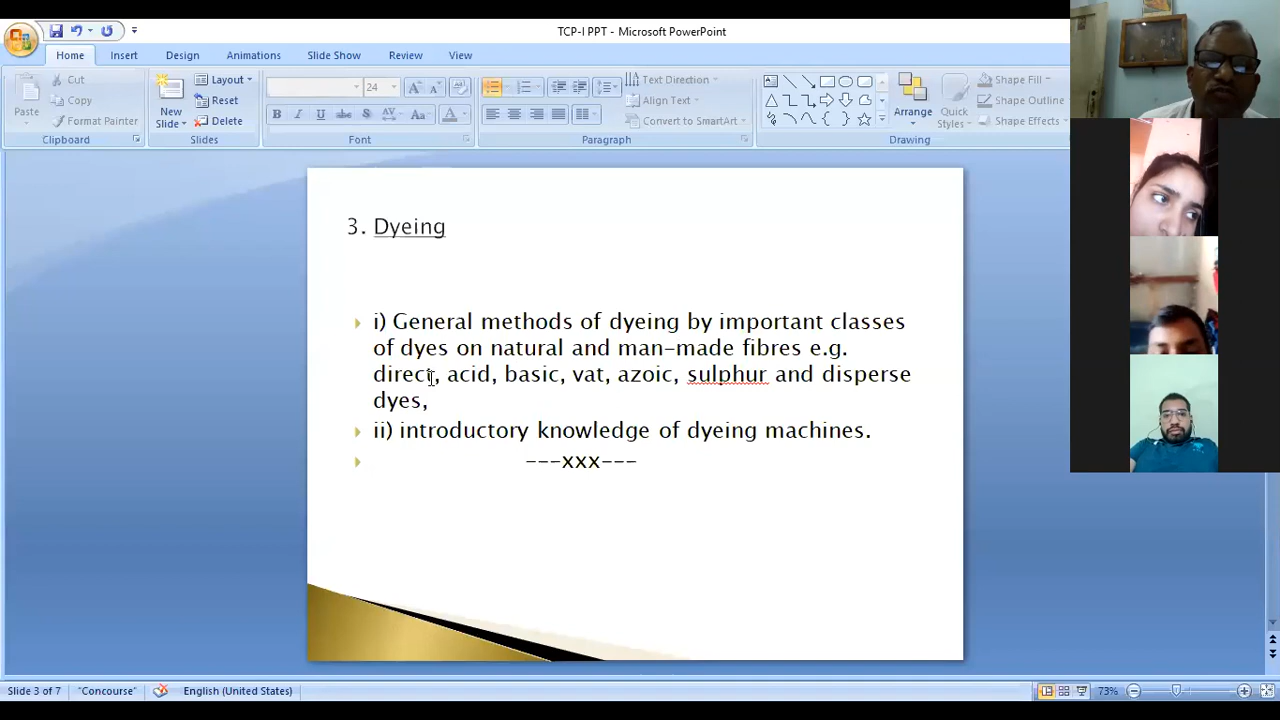 TCP-I PPT - Microsoft PowerPoint
Home Insert Design Animations Slide Show Review View
Paste
Cut
Copy
Format Painter
Clipboard
New Slide
Layout
Reset
Delete
Slides
24
B I U abc S AV Aa A
Font
Text Direction
Align Text
Convert to SmartArt
Paragraph
Arrange
Quick Styles
Shape Fill
Shape Outline
Shape Effects
Drawing
3. Dyeing
i) General methods of dyeing by important classes
of dyes on natural and man-made fibres e.g.
direct, acid, basic, vat, azoic, sulphur and disperse
dyes,
ii) introductory knowledge of dyeing machines.
---xxx---
Slide 3 of 7 "Concourse" English (United States) 73%